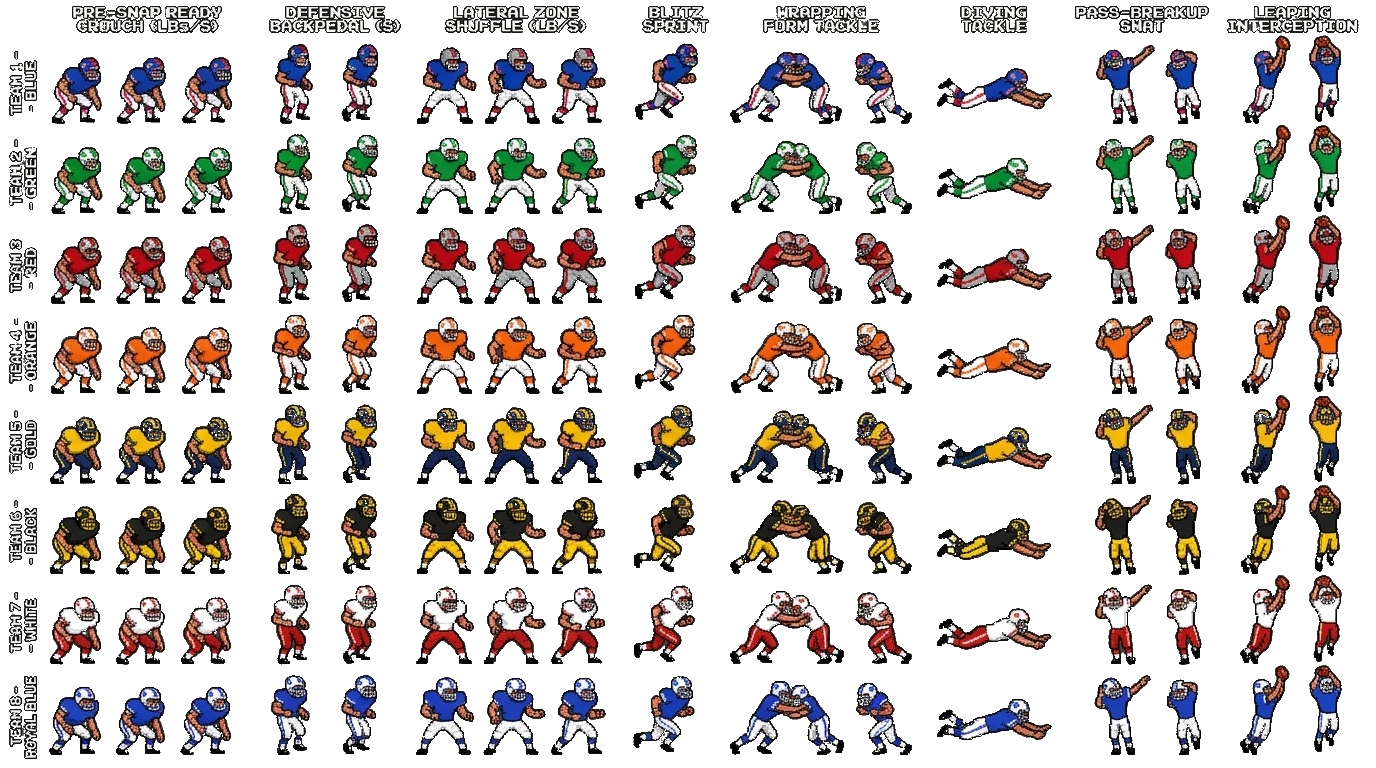 PRE-SNAP READY
CROUCH (LBs/S)
DEFENSIVE
BACKPEDAL (S)
LATERAL ZONE
SHUFFLE (LB/S)
BLITZ
SPRINT
WRAPPING
FORM TACKLE
DIVING
TACKLE
PASS-BREAKUP
SWAT
LEAPING
INTERCEPTION
TEAM 1 -
- BLUE
TEAM 2 -
- GREEN
TEAM 3
- RED
TEAM 4 -
- ORANGE
TEAM 5 -
- GOLD
TEAM 6 -
- BLACK
TEAM 7 -
- WHITE
TEAM 8 -
ROYAL BLUE